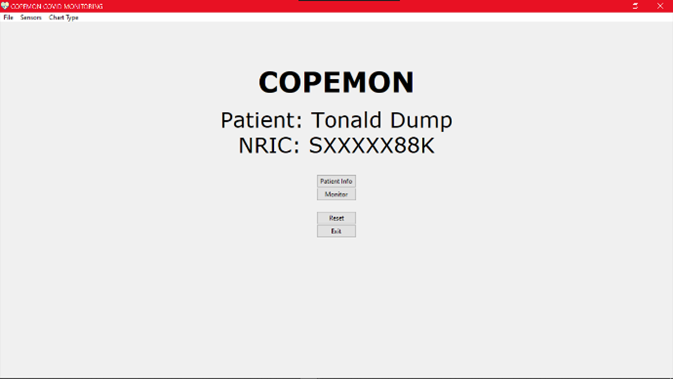 COPEMON COVID MONITORING
File Sensors Chart Type
COPEMON
Patient: Tonald Dump
NRIC: SXXXXX88K
Patient Info
Monitor
Reset
Exit